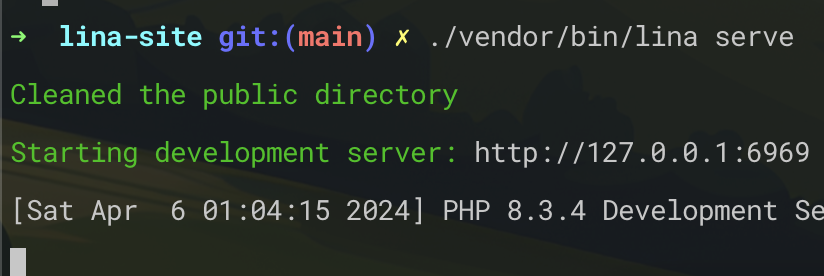 ➜  lina-site git:(main) ✗ ./vendor/bin/lina serve
Cleaned the public directory
Starting development server: http://127.0.0.1:6969
[Sat Apr  6 01:04:15 2024] PHP 8.3.4 Development Se